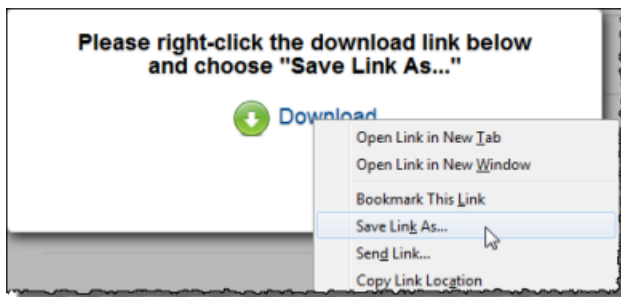 Please right-click the download link below
and choose "Save Link As..."
Download
Open Link in New Tab
Open Link in New Window
Bookmark This Link
Save Link As...
Send Link...
Copy Link Location